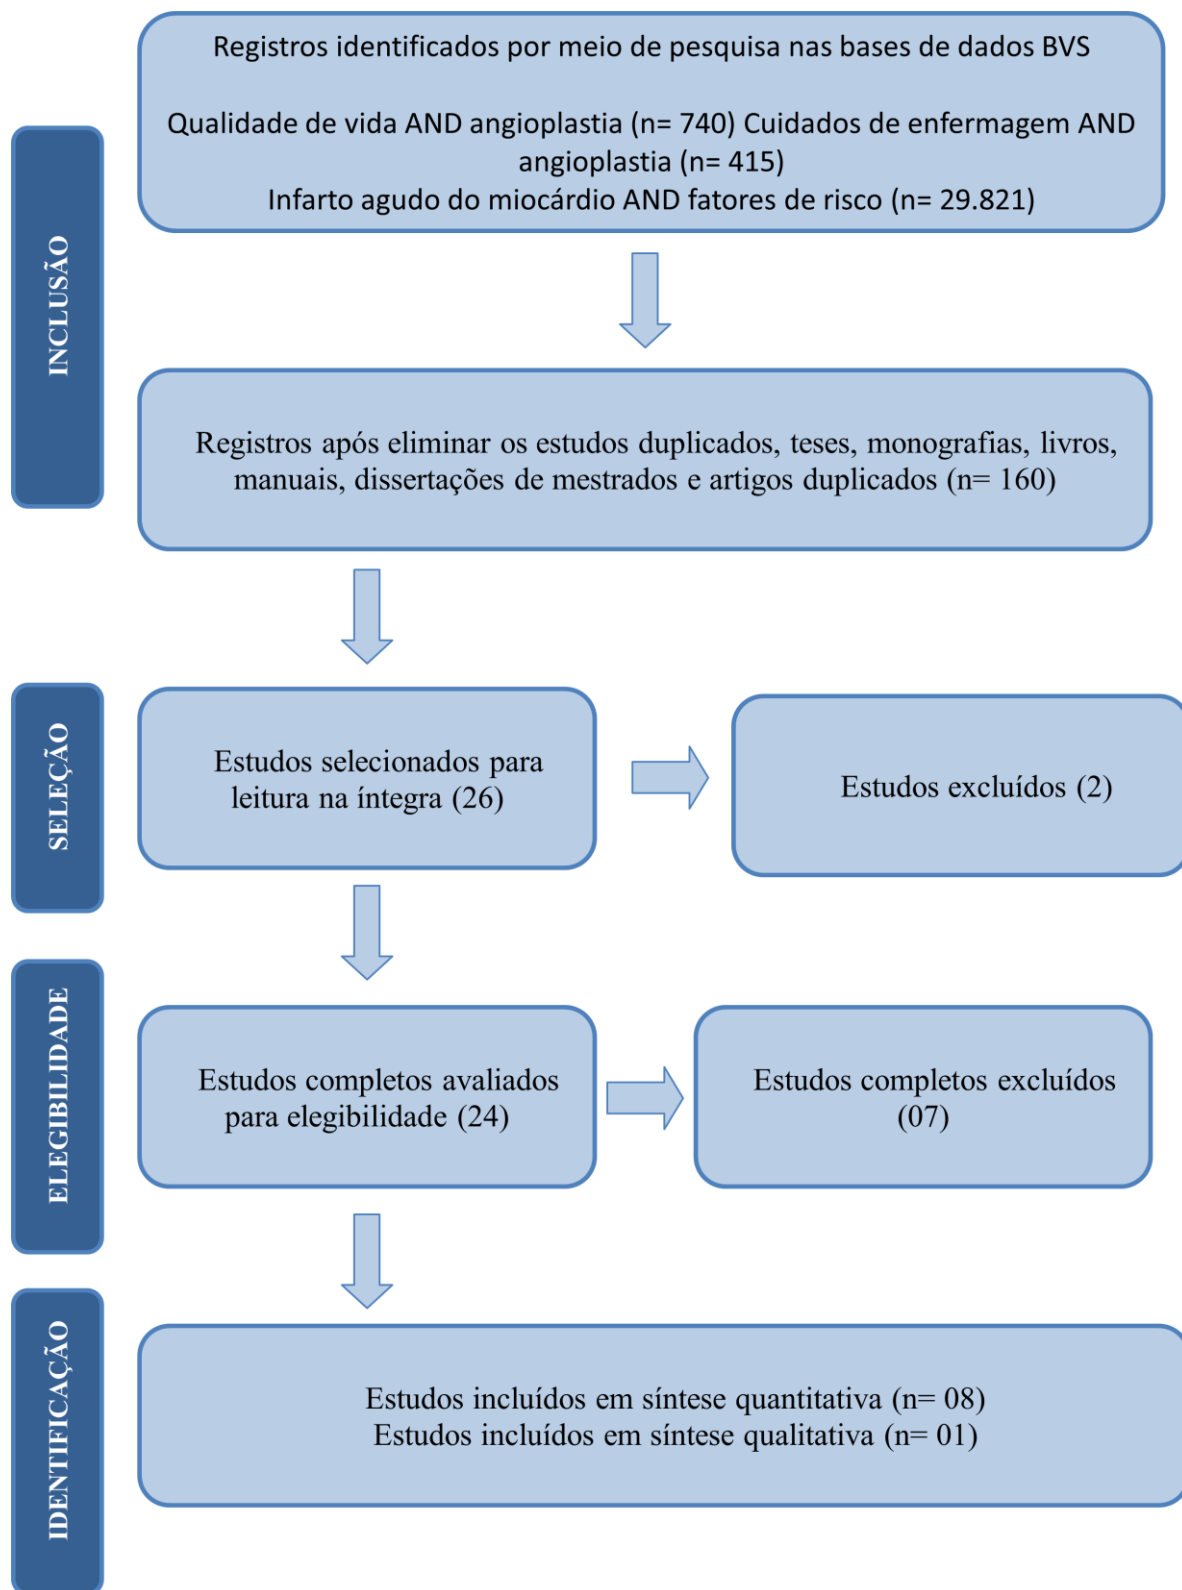 Registros identificados por meio de pesquisa nas bases de dados BVS
Qualidade de vida AND angioplastia (n= 740) Cuidados de enfermagem AND
angioplastia (n= 415)
Infarto agudo do miocárdio AND fatores de risco (n= 29.821)
INCLUSÃO
Registros após eliminar os estudos duplicados, teses, monografias, livros,
manuais, dissertações de mestrados e artigos duplicados (n= 160)
SELEÇÃO
Estudos selecionados para
leitura na íntegra (26)
Estudos excluídos (2)
ELEGIBILIDADE
Estudos completos avaliados
para elegibilidade (24)
Estudos completos excluídos
(07)
IDENTIFICAÇÃO
Estudos incluídos em síntese quantitativa (n= 08)
Estudos incluídos em síntese qualitativa (n= 01)